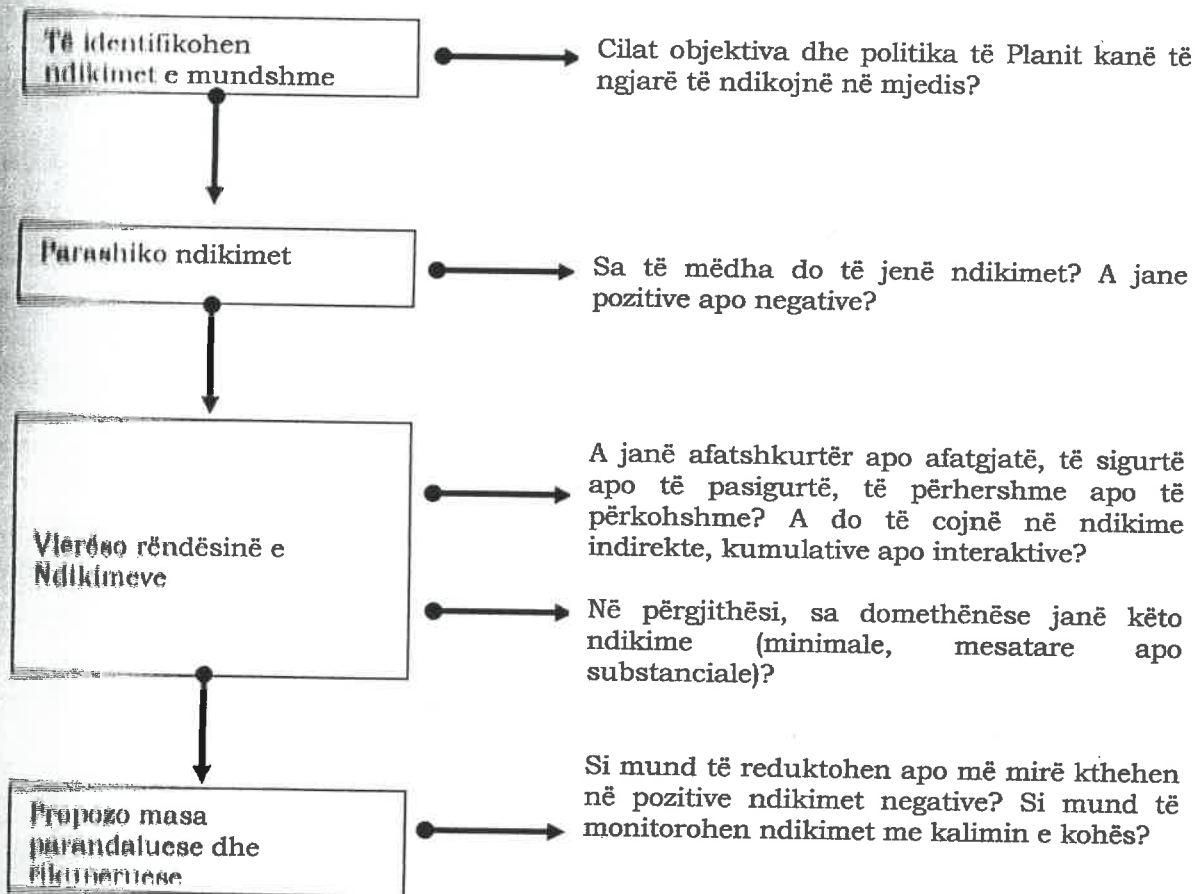 Të identifikohen
ndikimet e mundshme
Cilat objektiva dhe politika të Planit kanë të
ngjarë të ndikojnë në mjedis?
Parashiko ndikimet
Sa të mëdha do të jenë ndikimet? A jane
pozitive apo negative?
Vlerëso rëndësinë e
Ndikimeve
A janë afatshkurtër apo afatgjatë, të sigurtë
apo të pasigurtë, të përhershme apo të
përkohshme? A do të cojnë në ndikime
indirekte, kumulative apo interaktive?
Në përgjithësi, sa domethënëse janë këto
ndikime (minimale, mesatare apo
substanciale)?
Propozo masa
parandaluese dhe
Si mund të reduktohen apo më mirë kthehen
në pozitive ndikimet negative? Si mund të
monitorohen ndikimet me kalimin e kohës?